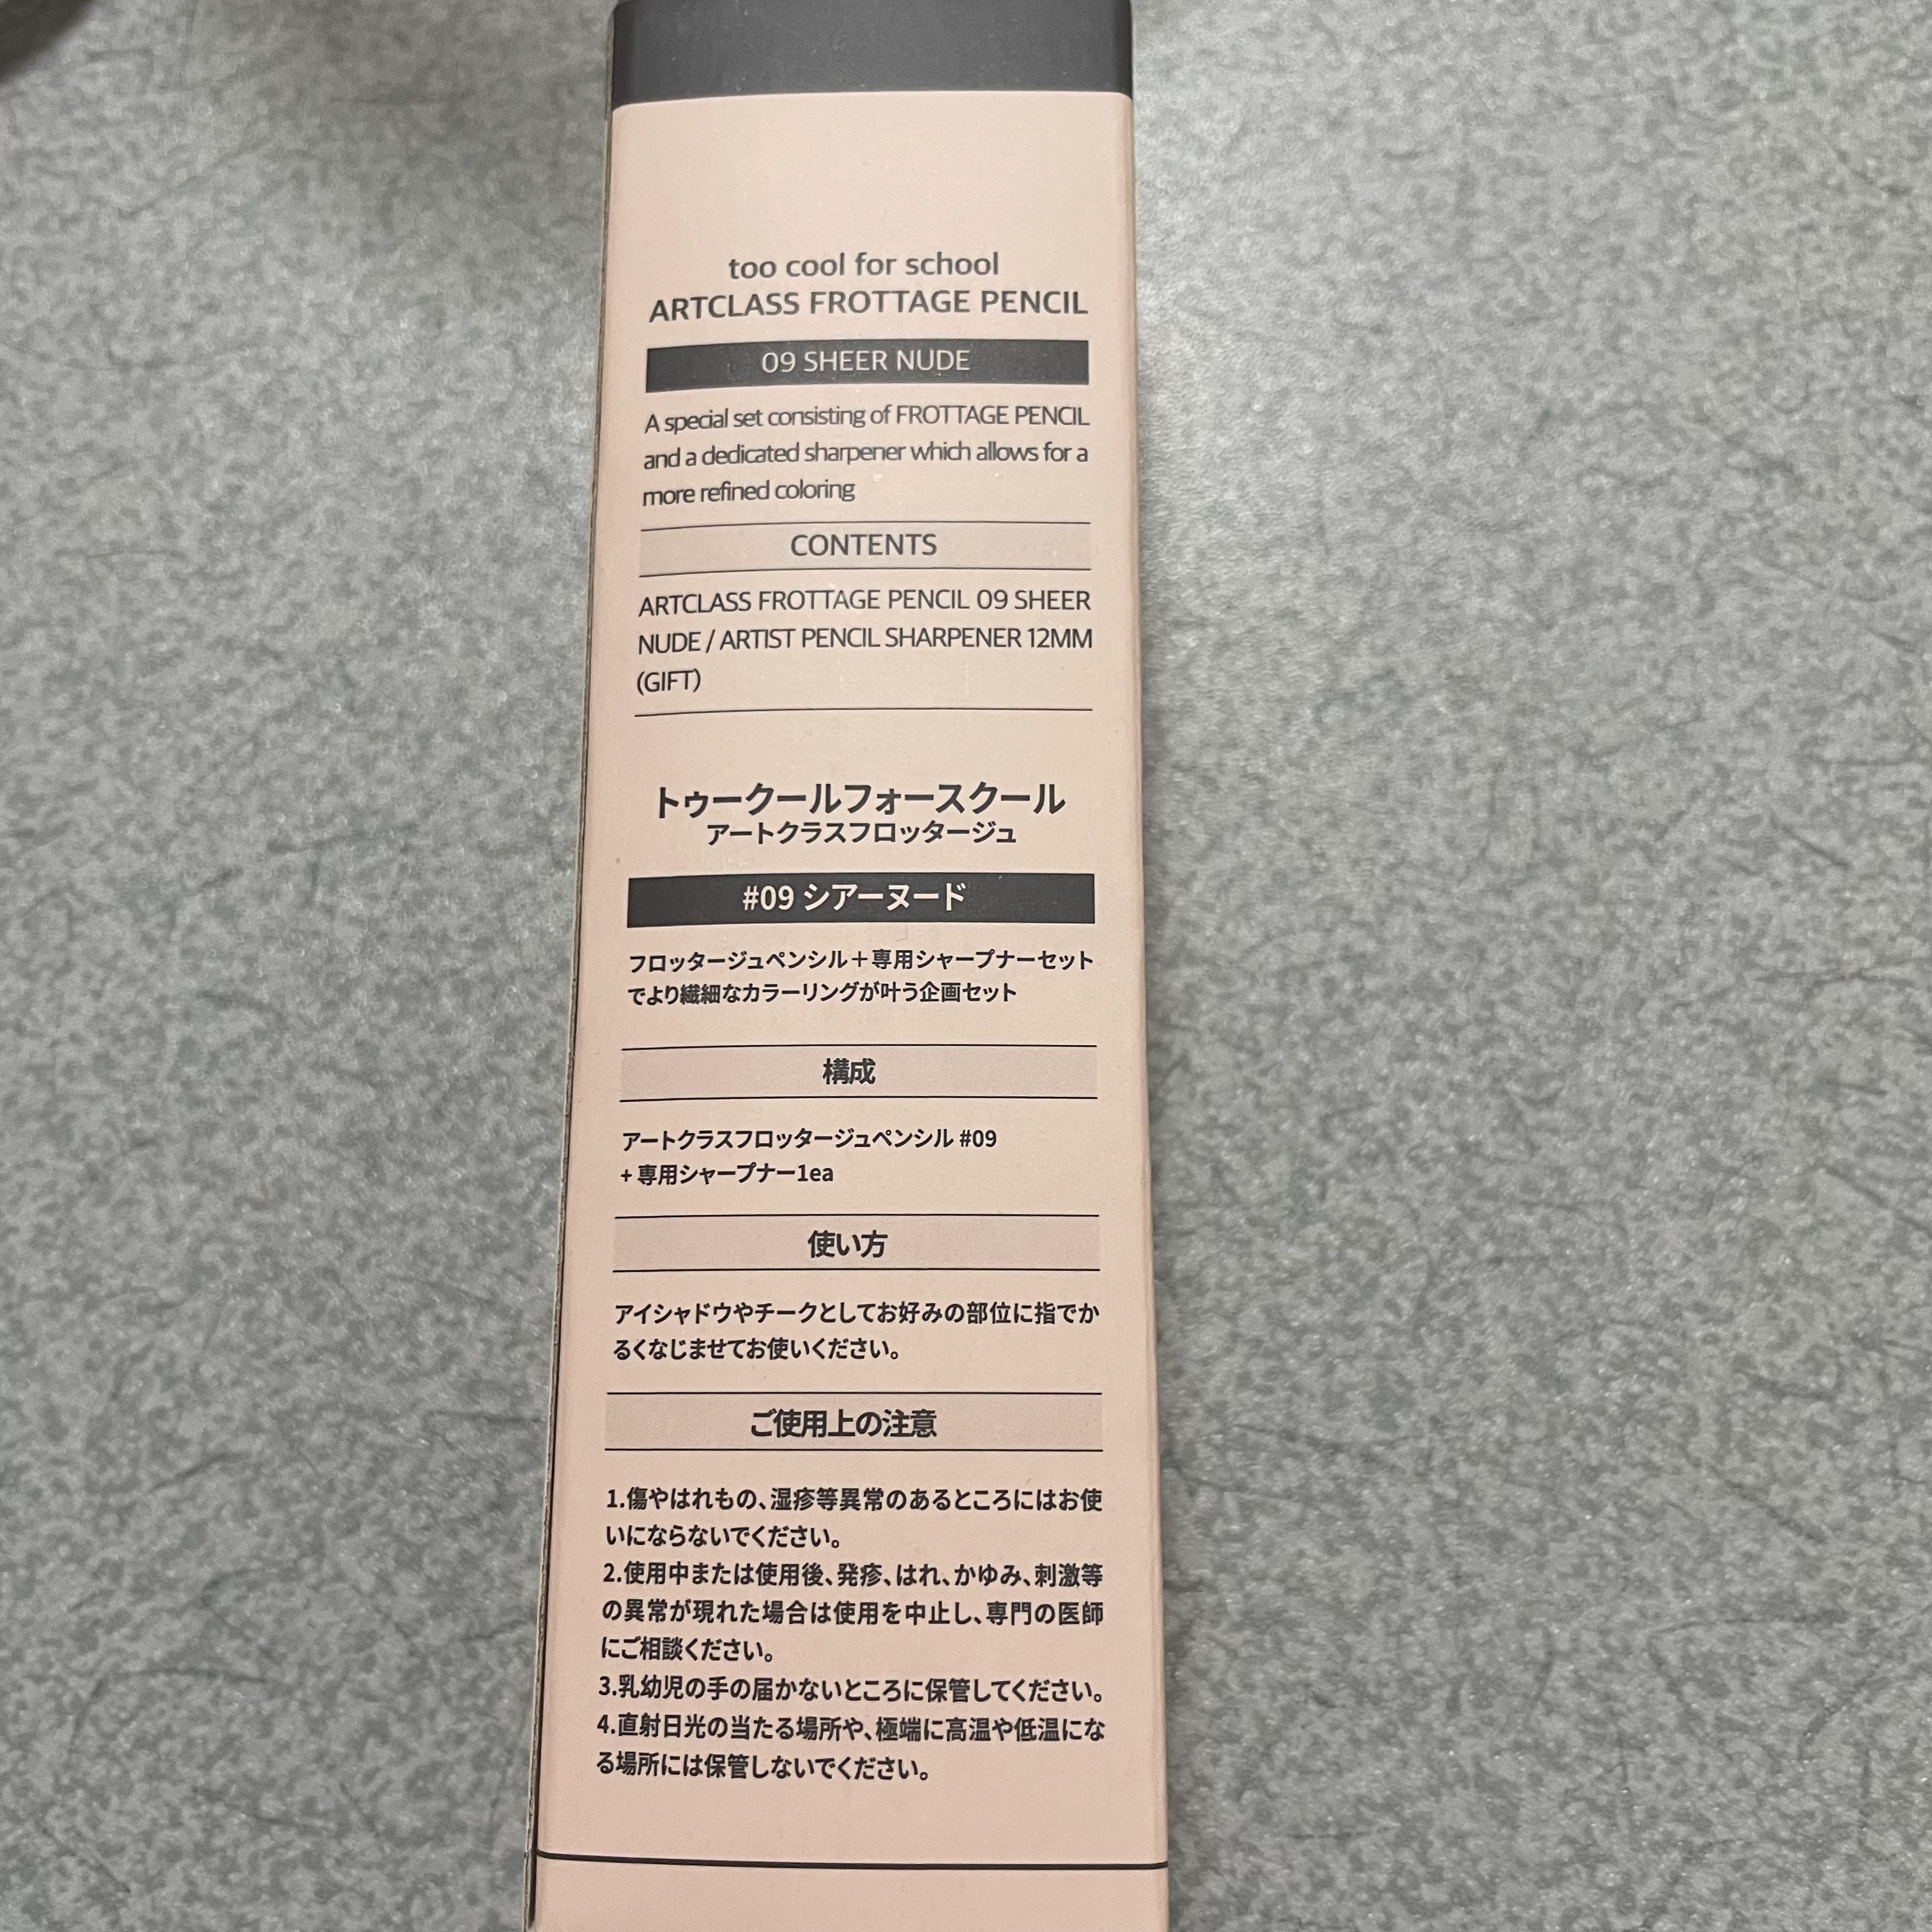 too cool for school
ARTCLASS FROTTAGE PENCIL
09 SHEER NUDE
A special set consisting of FROTTAGE PENCIL
and a dedicated sharpener which allows for a
more refined coloring
CONTENTS
ARTCLASS FROTTAGE PENCIL 09 SHEER
NUDE / ARTIST PENCIL SHARPENER 12MM
(GIFT)
トゥークールフォースクール
アートクラスフロッタージュ
#09 シアーヌード
フロッタージュペンシル＋専用シャープナーセット
でより繊細なカラーリングが叶う企画セット
構成
アートクラスフロッタージュペンシル #09
+ 専用シャープナー1ea
使い方
アイシャドウやチークとしてお好みの部位に指でか
るくなじませてお使いください。
ご使用上の注意
1.傷やはれもの、湿疹等異常のあるところにはお使
いにならないでください。
2.使用中または使用後、発疹、はれ、かゆみ、刺激等
の異常が現れた場合は使用を中止し、専門の医師
にご相談ください。
3.乳幼児の手の届かないところに保管してください。
4.直射日光の当たる場所や、極端に高温や低温にな
る場所には保管しないでください。